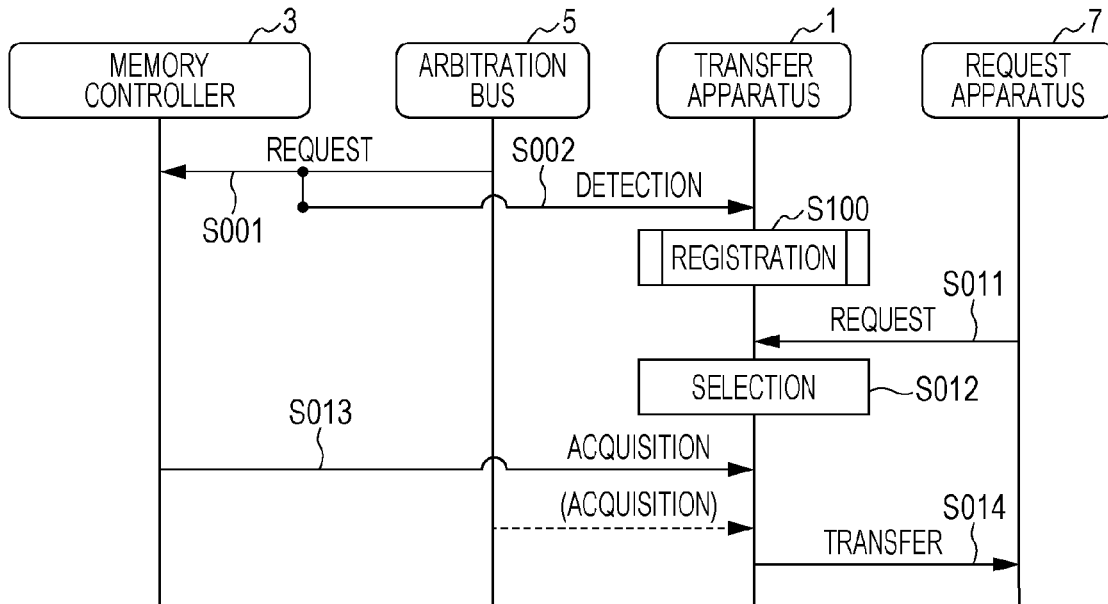 3
5
1
7
MEMORY
CONTROLLER
ARBITRATION
BUS
TRANSFER
APPARATUS
REQUEST
APPARATUS
REQUEST
S002
DETECTION
S001
S100
REGISTRATION
S011
REQUEST
SELECTION
S012
S013
ACQUISITION
(ACQUISITION)
S014
TRANSFER